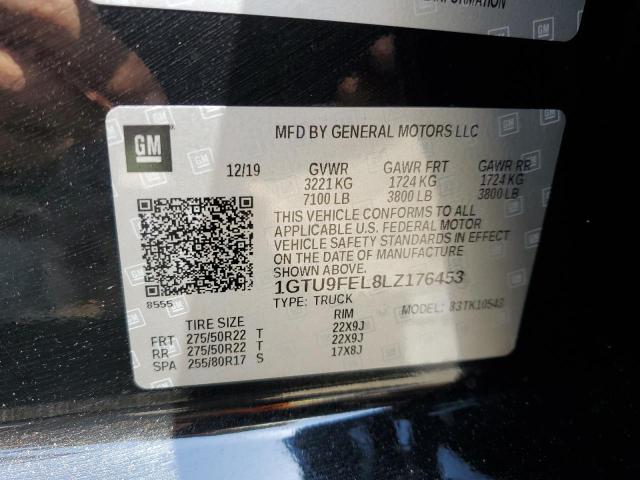 INFORMATION
GM
GM
MFD BY GENERAL MOTORS LLC
12/19 GVWR GAWR FRT GAWR RR
3221 KG 1724 KG 1724 KG
7100 LB 3800 LB 3800 LB
THIS VEHICLE CONFORMS TO ALL
APPLICABLE U.S. FEDERAL MOTOR
VEHICLE SAFETY STANDARDS IN EFFECT
ON THE DATE OF MANUFACTURE
SHOWN ABOVE.
8555
1GTU9FEL8LZ176453
TYPE: TRUCK MODEL: 83TK10543
TIRE SIZE RIM
FRT 275/50R22 T 22X9J
RR 275/50R22 T 22X9J
SPA 255/80R17 S 17X8J